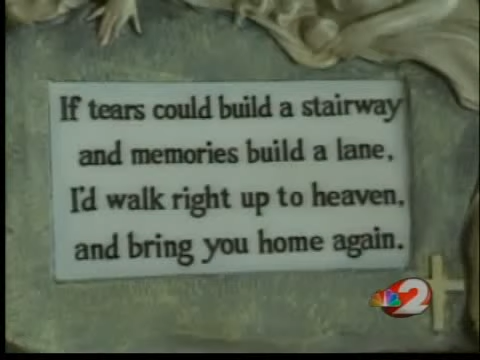 If tears could build a stairway
and memories build a lane,
I'd walk right up to heaven,
and bring you home again.
2